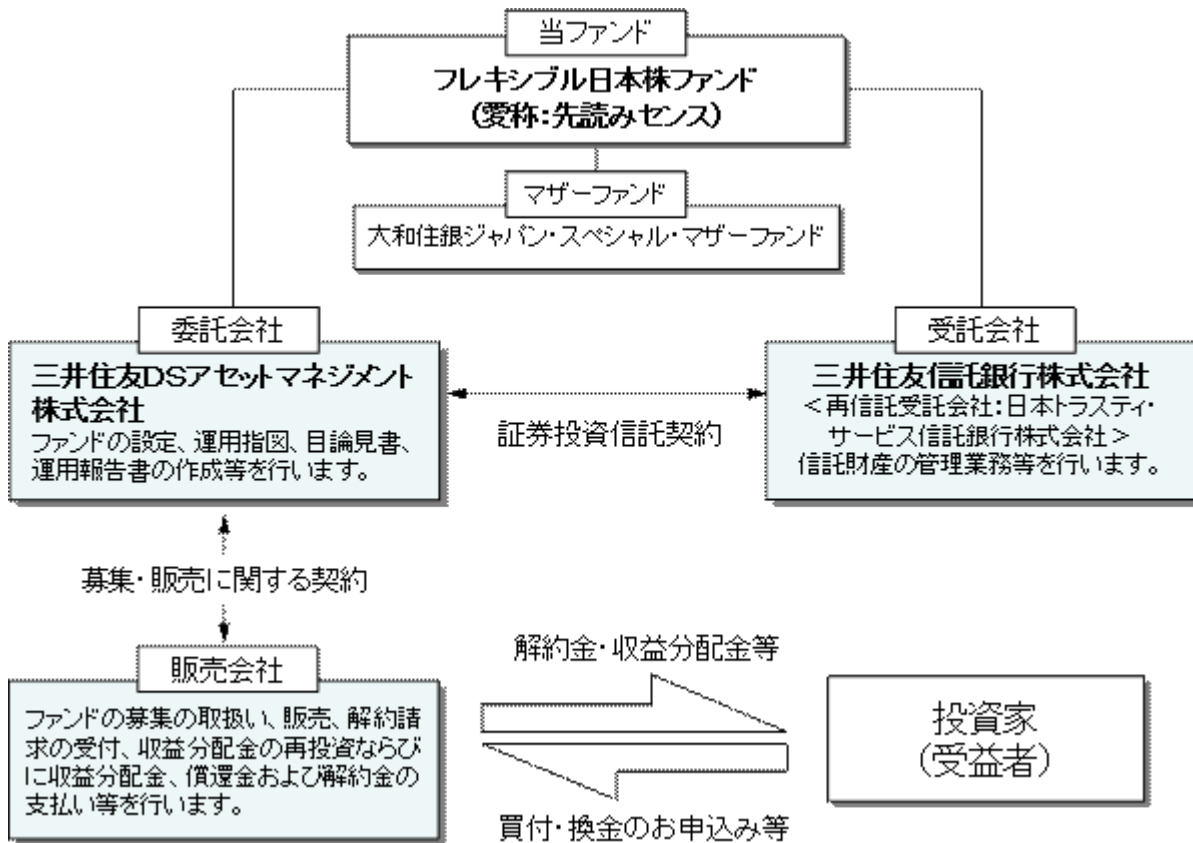 当ファンド
フレキシブル日本株ファンド
(愛称:先読みセンス)
マザーファンド
大和住銀ジャパン・スペシャル・マザーファンド
委託会社
三井住友DSアセットマネジメント
株式会社
ファンドの設定、運用指図、目論見書、
運用報告書の作成等を行います。
証券投資信託契約
受託会社
三井住友信託銀行株式会社
<再信託受託会社:日本トラスティ・
サービス信託銀行株式会社>
信託財産の管理業務等を行います。
募集・販売に関する契約
販売会社
ファンドの募集の取扱い、販売、解約請
求の受付、収益分配金の再投資ならび
に収益分配金、償還金および解約金の
支払い等を行います。
解約金・収益分配金等
買付・換金のお申込み等
投資家
(受益者)